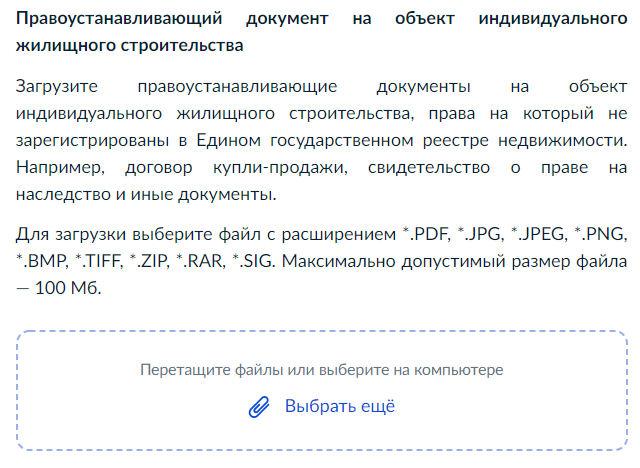 Правоустанавливающий документ на объект индивидуального
жилищного строительства
Загрузите правоустанавливающие документы на объект
индивидуального жилищного строительства, права на который не
зарегистрированы в Едином государственном реестре недвижимости.
Например, договор купли-продажи, свидетельство о праве на
наследство и иные документы.
Для загрузки выберите файл с расширением *.PDF, *.JPG, *.JPEG, *.PNG,
*.BMP, *.TIFF, *.ZIP, *.RAR, *.SIG. Максимально допустимый размер файла
— 100 Мб.
Перетащите файлы или выберите на компьютере
Выбрать ещё